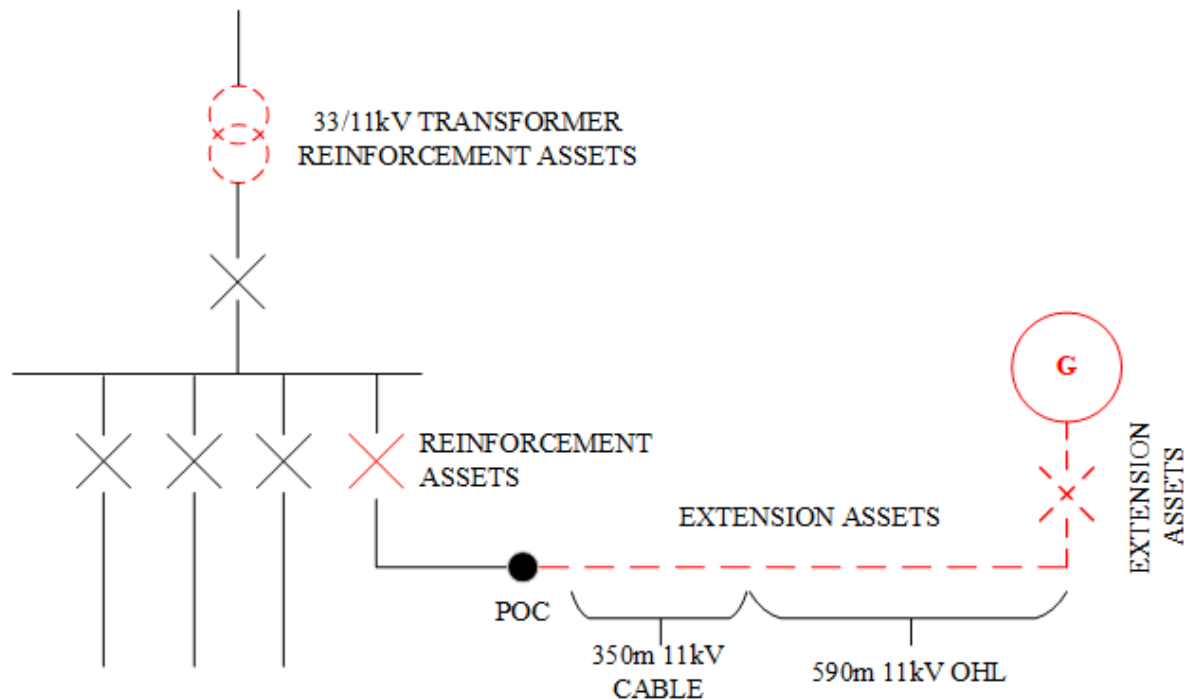 33/11kV TRANSFORMER
REINFORCEMENT ASSETS
G
REINFORCEMENT
ASSETS
EXTENSION ASSETS
EXTENSION
ASSETS
POC
350m 11kV
CABLE
590m 11kV OHL